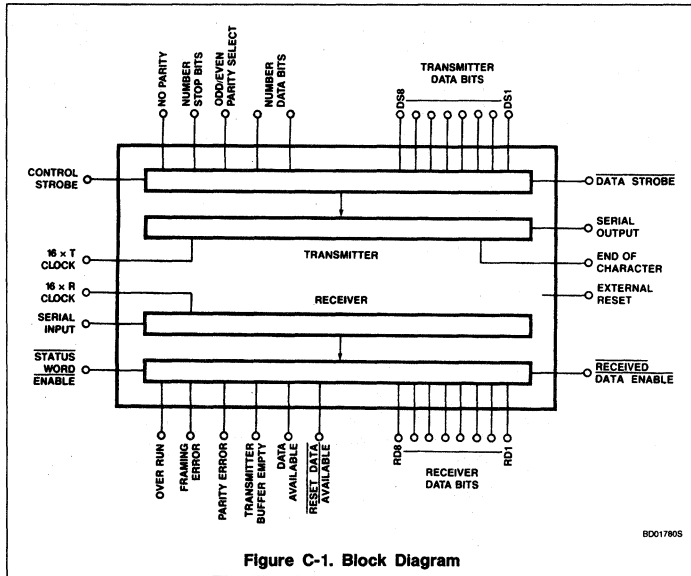 NO PARITY
NUMBER
STOP BITS
ODD/EVEN
PARITY SELECT
NUMBER
DATA BITS
TRANSMITTER
DATA BITS
DS8
DS1
CONTROL
STROBE
DATA STROBE
SERIAL
OUTPUT
TRANSMITTER
16 × T
CLOCK
END OF
CHARACTER
16 × R
CLOCK
RECEIVER
EXTERNAL
RESET
SERIAL
INPUT
STATUS
WORD
ENABLE
RECEIVED
DATA ENABLE
OVER RUN
FRAMING
ERROR
PARITY ERROR
TRANSMITTER
BUFFER EMPTY
DATA
AVAILABLE
RESET DATA
AVAILABLE
RD8
RD1
RECEIVER
DATA BITS
BD01760S
Figure C-1. Block Diagram